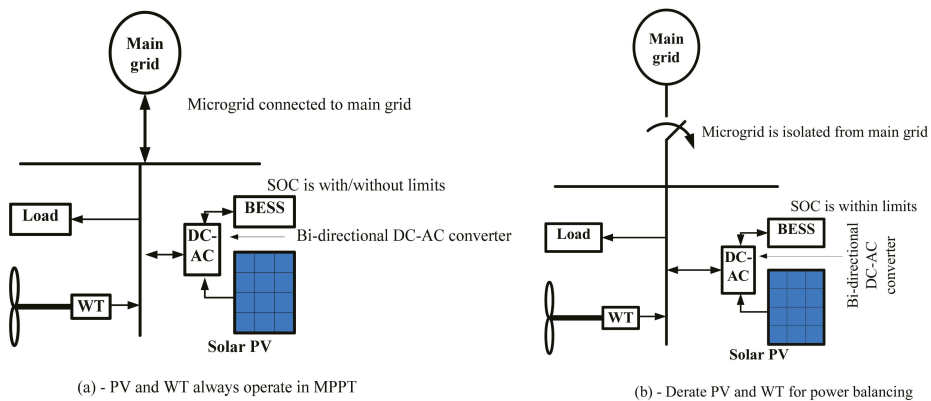 Main
grid
Microgrid connected to main grid
SOC is with/without limits
Load
BESS
DC-
AC
Bi-directional DC-AC converter
WT
Solar PV
(a) - PV and WT always operate in MPPT
Main
grid
Microgrid is isolated from main grid
SOC is within limits
Load
BESS
DC-
AC
Bi-directional
DC-AC
converter
WT
Solar PV
(b) - Derate PV and WT for power balancing